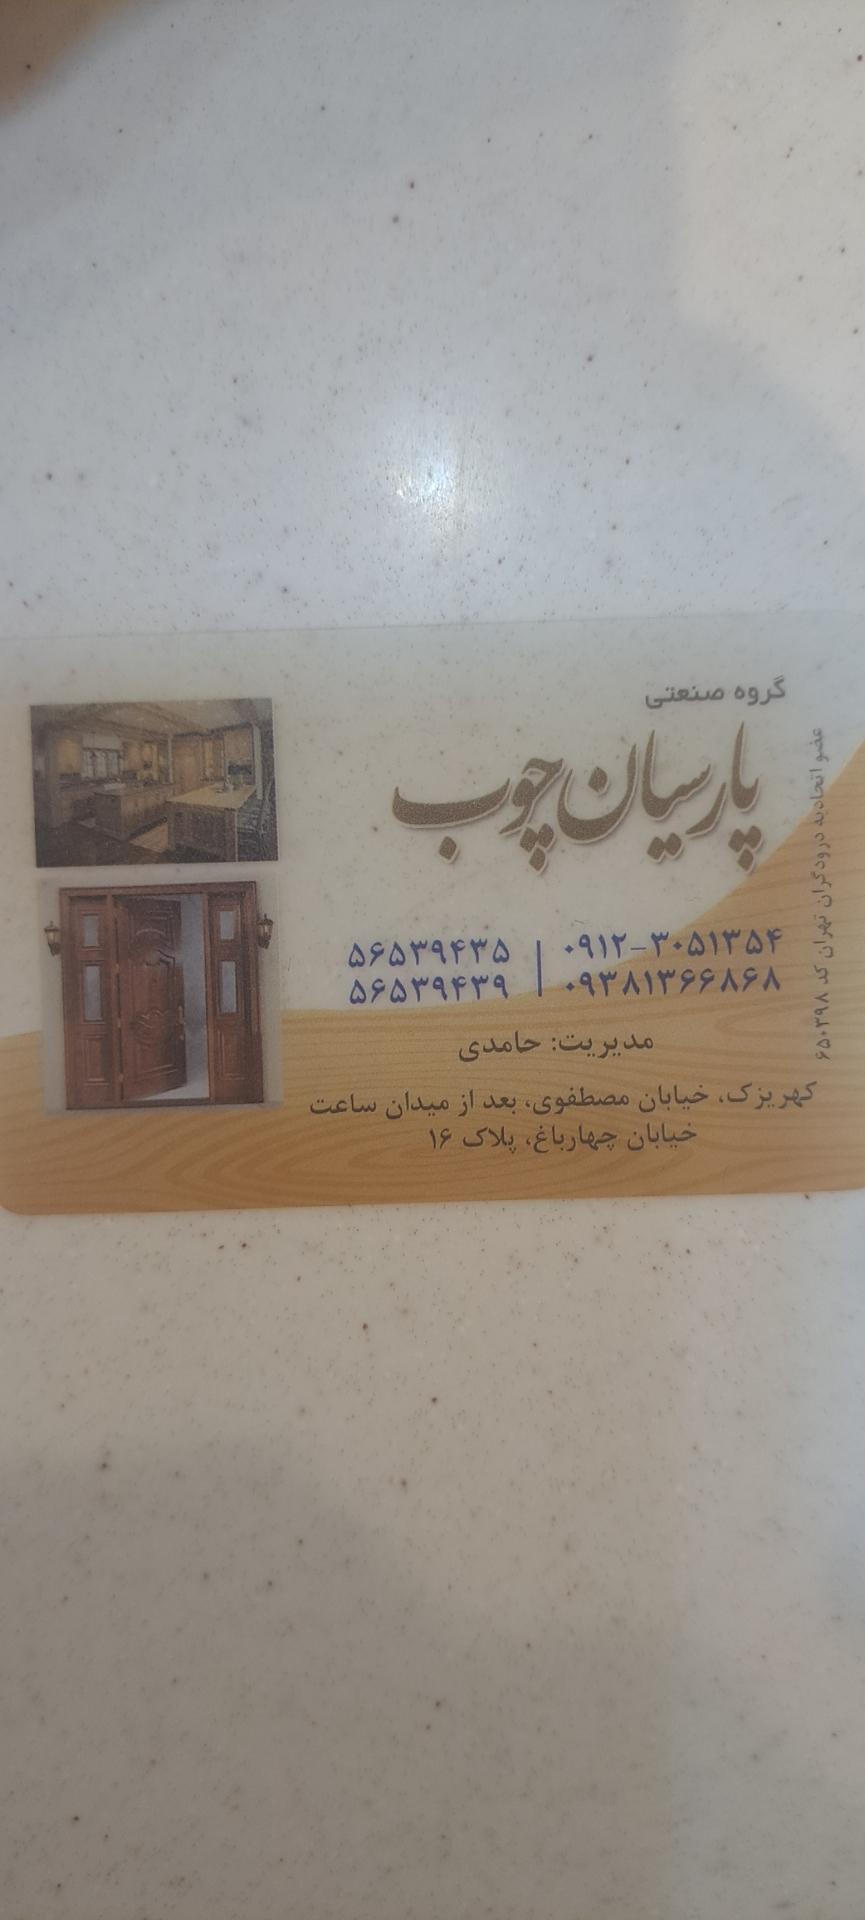 گروه صنعتی
پارسیان چوب
۰۹۱۲-۳۰۵۱۳۵۴ | ۵۶۵۳۹۴۳۵
۰۹۳۸۱۳۶۶۸۶۸ | ۵۶۵۳۹۴۳۹
مدیریت: حامدی
کهریزک، خیابان مصطفوی، بعد از میدان ساعت
خیابان چهارباغ، پلاک ۱۶
عضو اتحادیه درودگران تهران کد ۶۵۰۳۹۸